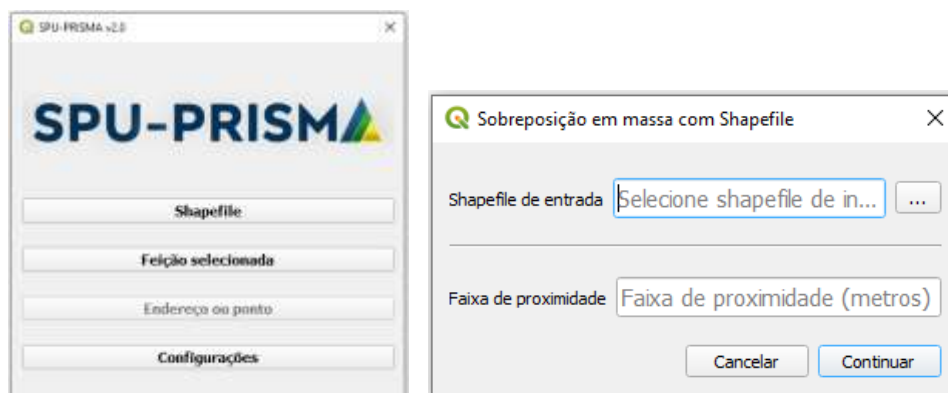 SPU-PRISMA v2.0
SPU-PRISMA
Shapefile
Feição selecionada
Endereço ou ponto
Configurações
Sobreposição em massa com Shapefile
Shapefile de entrada Selecione shapefile de in... ...
Faixa de proximidade Faixa de proximidade (metros)
Cancelar Continuar